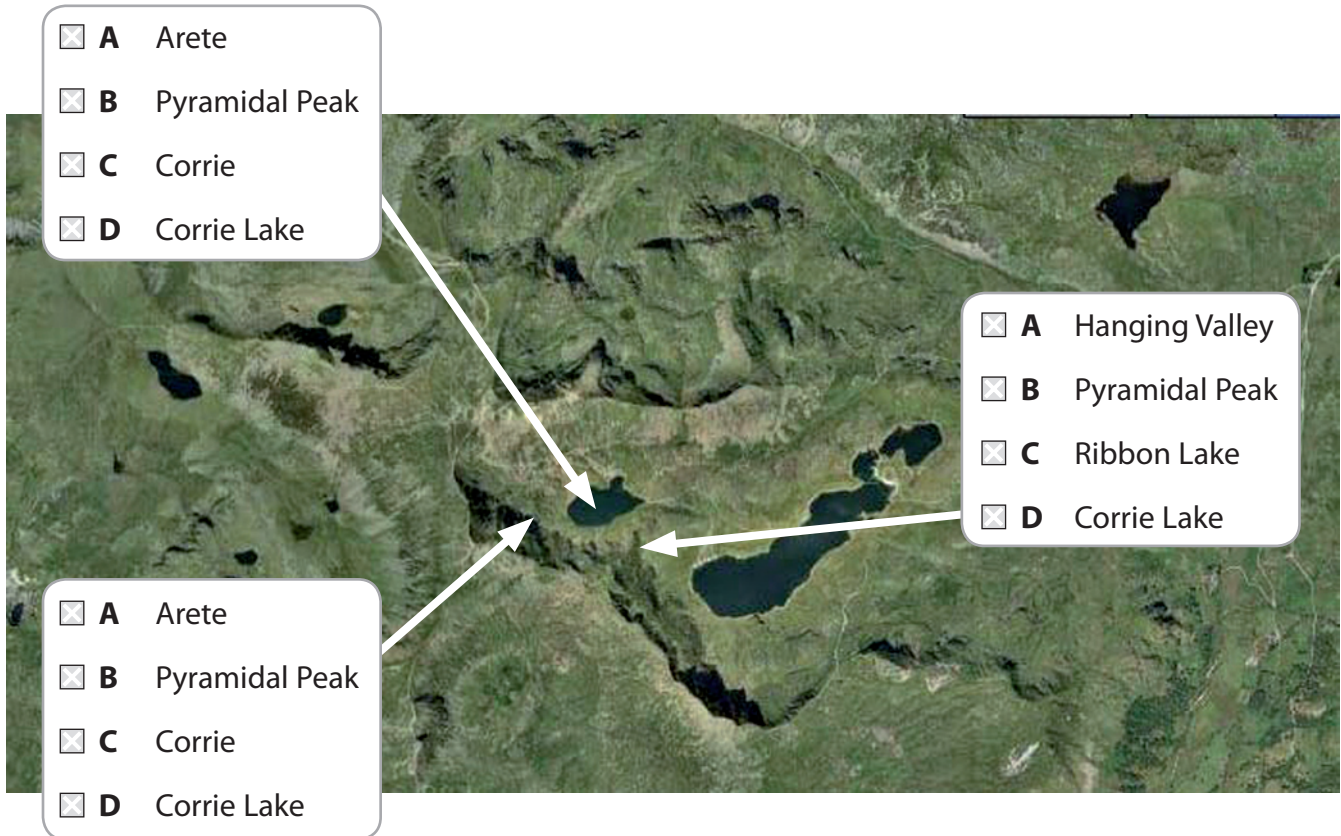 A Arete
B Pyramidal Peak
C Corrie
D Corrie Lake
A Hanging Valley
B Pyramidal Peak
C Ribbon Lake
D Corrie Lake
A Arete
B Pyramidal Peak
C Corrie
D Corrie Lake